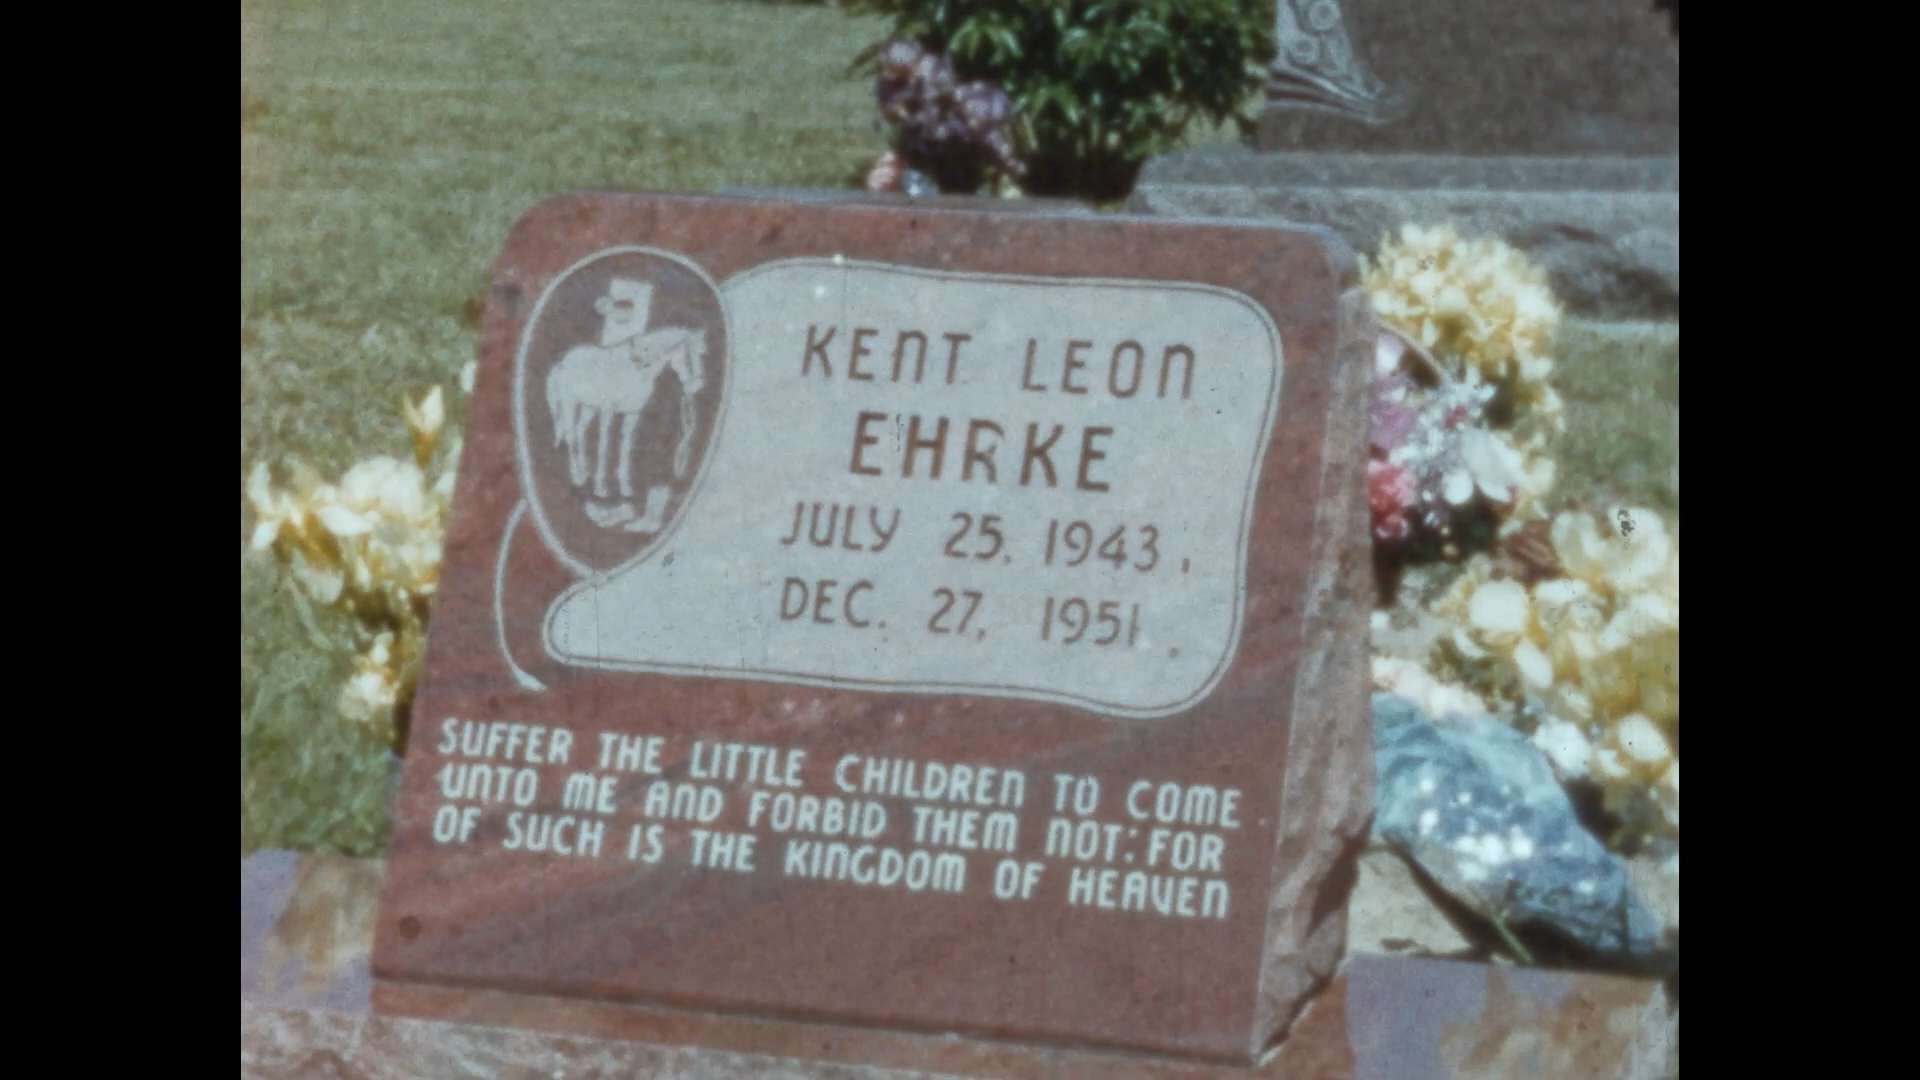 KENT LEON
EHRKE
JULY 25, 1943,
DEC. 27, 1951.
SUFFER THE LITTLE CHILDREN TO COME
UNTO ME AND FORBID THEM NOT: FOR
OF SUCH IS THE KINGDOM OF HEAVEN